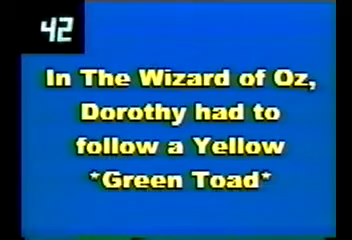 42
In The Wizard of Oz,
Dorothy had to
follow a Yellow
*Green Toad*